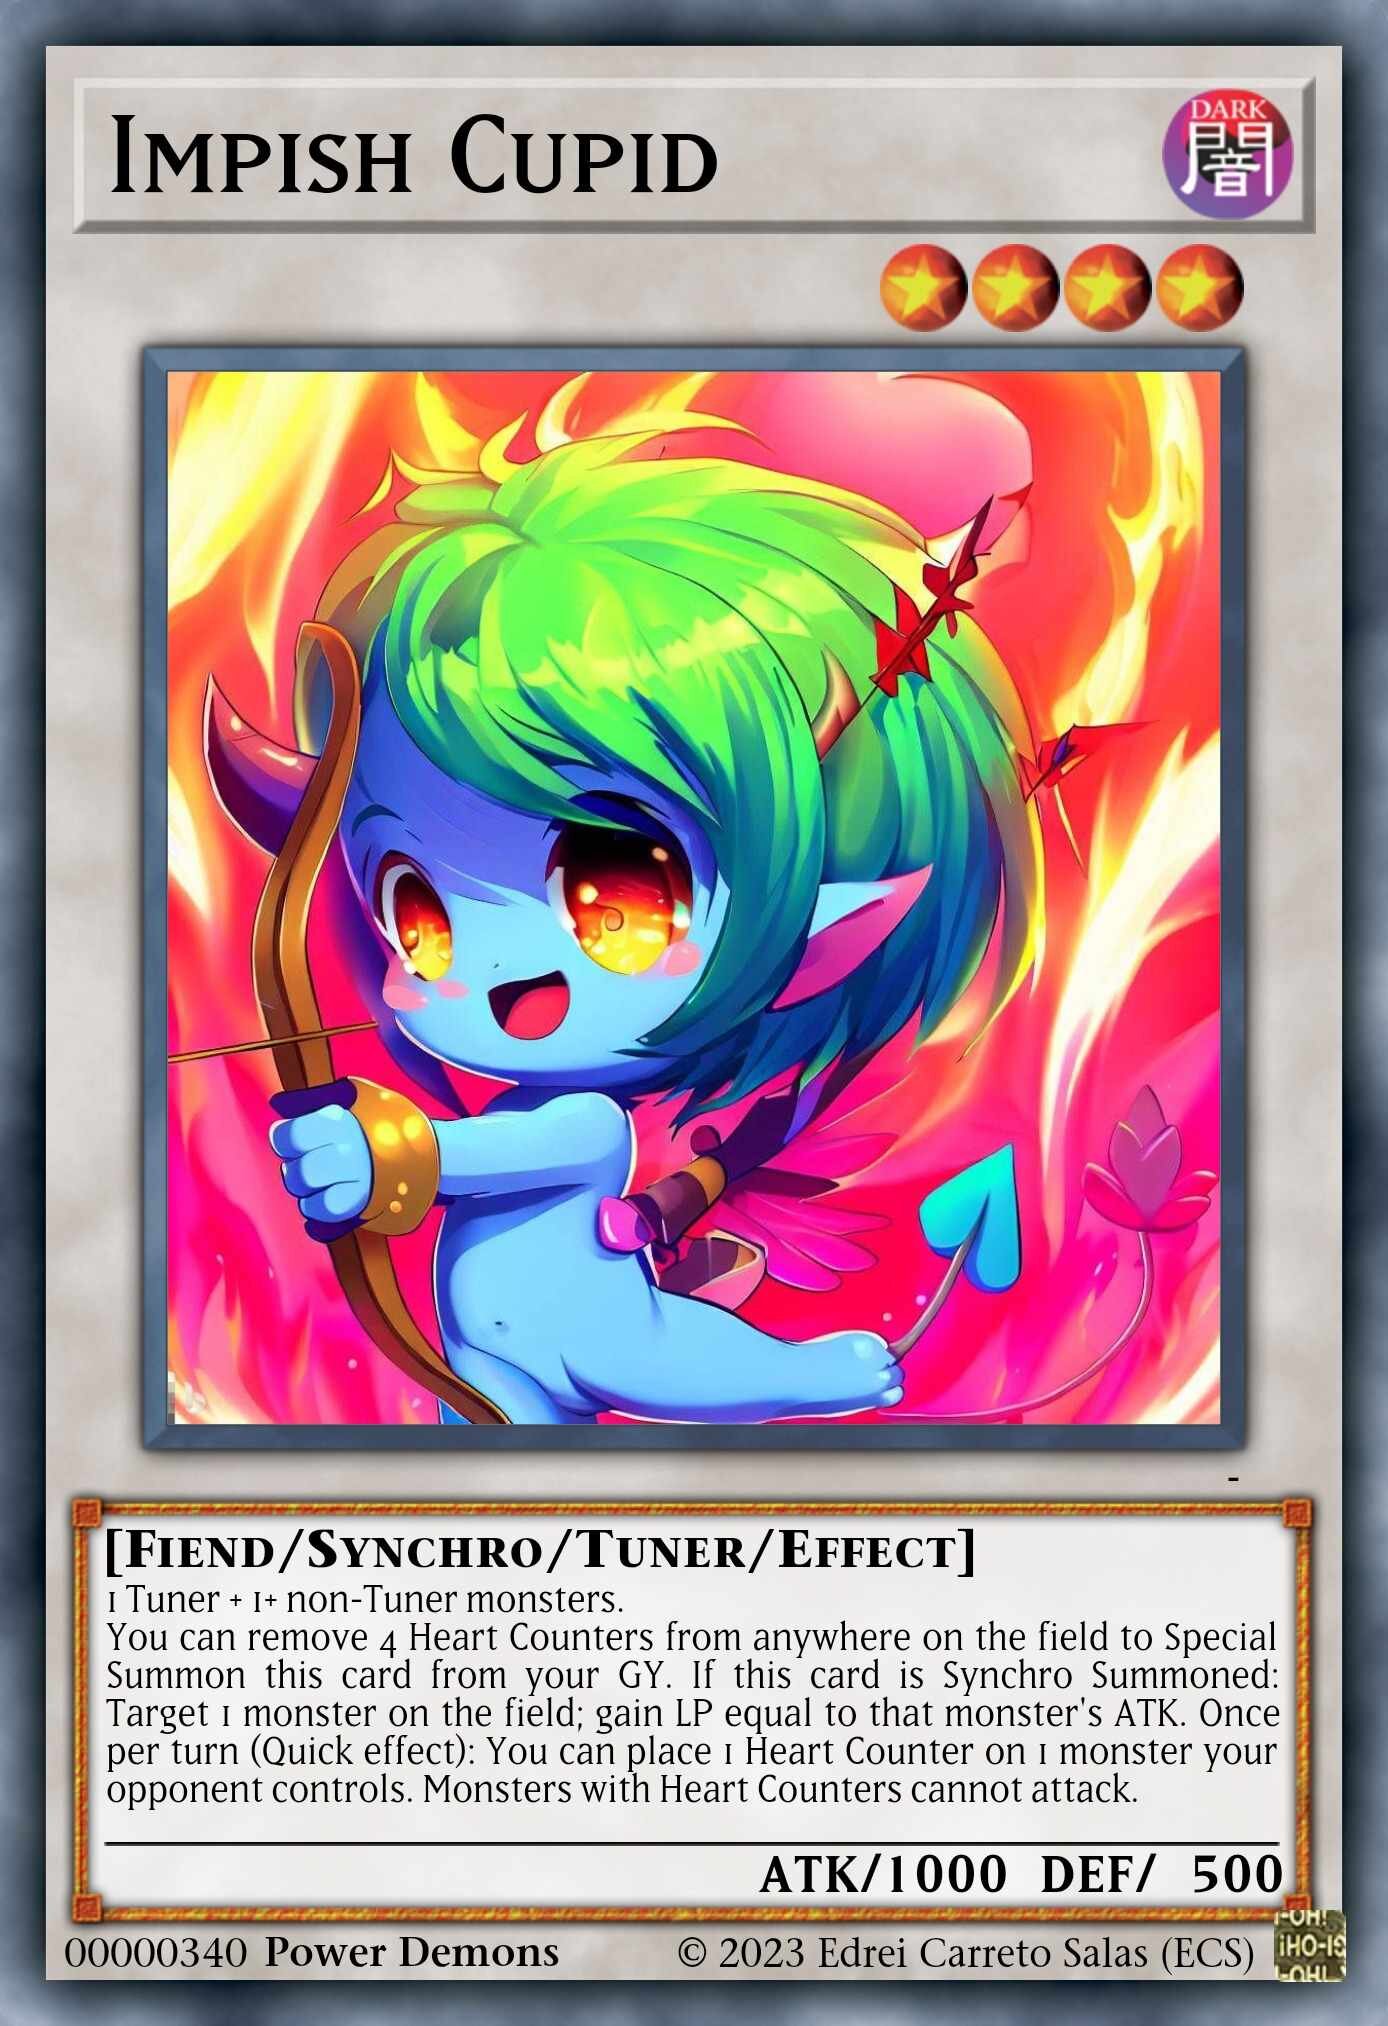 Impish Cupid
DARK
闇
-
[Fiend/Synchro/Tuner/Effect]
1 Tuner + 1+ non-Tuner monsters.
You can remove 4 Heart Counters from anywhere on the field to Special
Summon this card from your GY. If this card is Synchro Summoned:
Target 1 monster on the field; gain LP equal to that monster's ATK. Once
per turn (Quick effect): You can place 1 Heart Counter on 1 monster your
opponent controls. Monsters with Heart Counters cannot attack.
ATK/1000 DEF/ 500
00000340 Power Demons © 2023 Edrei Carreto Salas (ECS)